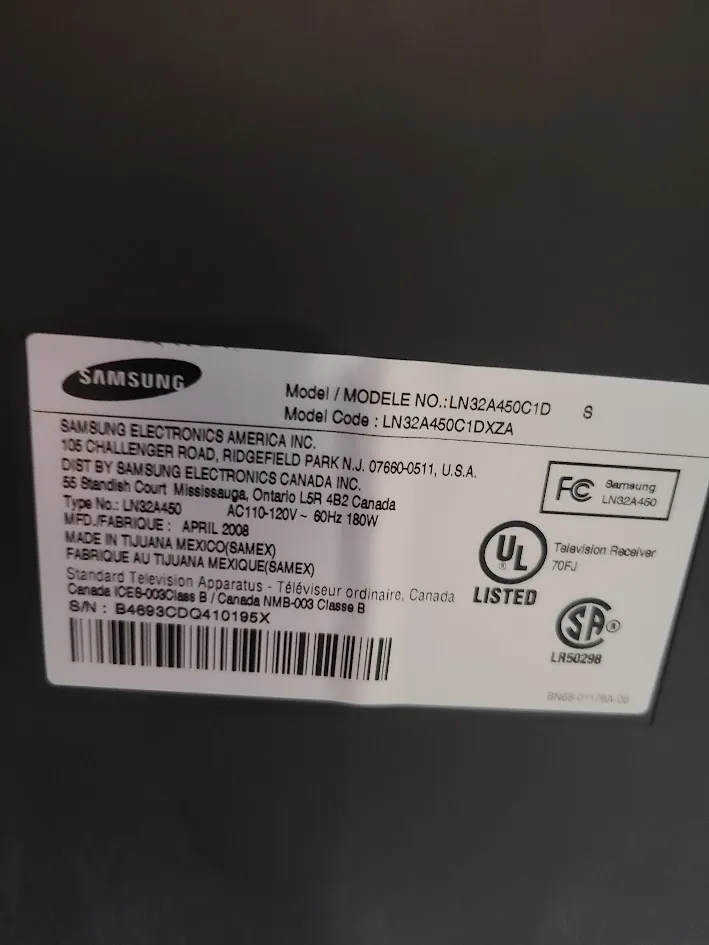 SAMSUNG
Model / MODELE NO.:LN32A450C1D S
Model Code : LN32A450C1DXZA
SAMSUNG ELECTRONICS AMERICA INC.
105 CHALLENGER ROAD, RIDGEFIELD PARK N.J. 07660-0511, U.S.A.
DIST BY SAMSUNG ELECTRONICS CANADA INC.
55 Standish Court Mississauga, Ontario L5R 4B2 Canada
Type No.: LN32A450 AC110-120V~ 60Hz 180W
MFD./FABRIQUE : APRIL 2008
MADE IN TIJUANA MEXICO(SAMEX)
FABRIQUE AU TIJUANA MEXIQUE(SAMEX)
Standard Television Apparatus - Téléviseur ordinaire, Canada
Canada ICES-003Class B / Canada NMB-003 Classe B
S/N : B4693CDQ410195X
FC Samsung
LN32A450
UL ®
LISTED
Television Receiver
70FJ
SA ®
LR50298
BN68-01176A-06